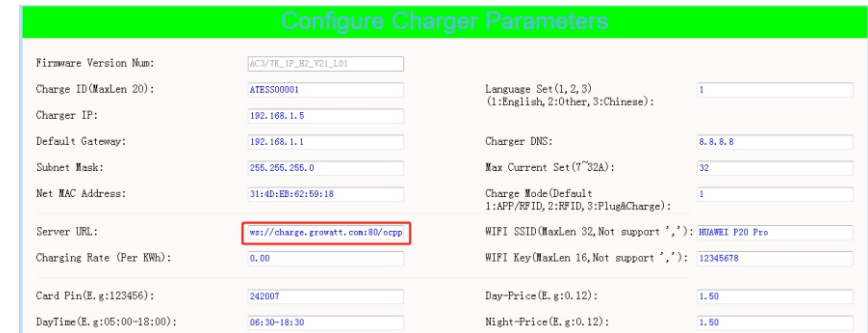 Configure Charger Parameters
Firmware Version Num: AC3/7K_1P_H2_V21_L01
Charge ID(MaxLen 20): ATESS00001 Language Set(1,2,3) 1
(1:English,2:Other,3:Chinese):
Charger IP: 192.168.1.5
Default Gateway: 192.168.1.1 Charger DNS: 8.8.8.8
Subnet Mask: 255.255.255.0 Max Current Set(7~32A): 32
Net MAC Address: 31:4D:EB:62:59:18 Charge Mode(Default 1
1:APP/RFID,2:RFID,3:Plug&Charge):
Server URL: ws://charge.growatt.com:80/ocpp WIFI SSID(MaxLen 32,Not support ','): HUAWEI P20 Pro
Charging Rate (Per KWh): 0.00 WIFI Key(MaxLen 16,Not support ','): 12345678
Card Pin(E.g:123456): 242007 Day-Price(E.g:0.12): 1.50
DayTime(E.g:05:00-18:00): 06:30-18:30 Night-Price(E.g:0.12): 1.50